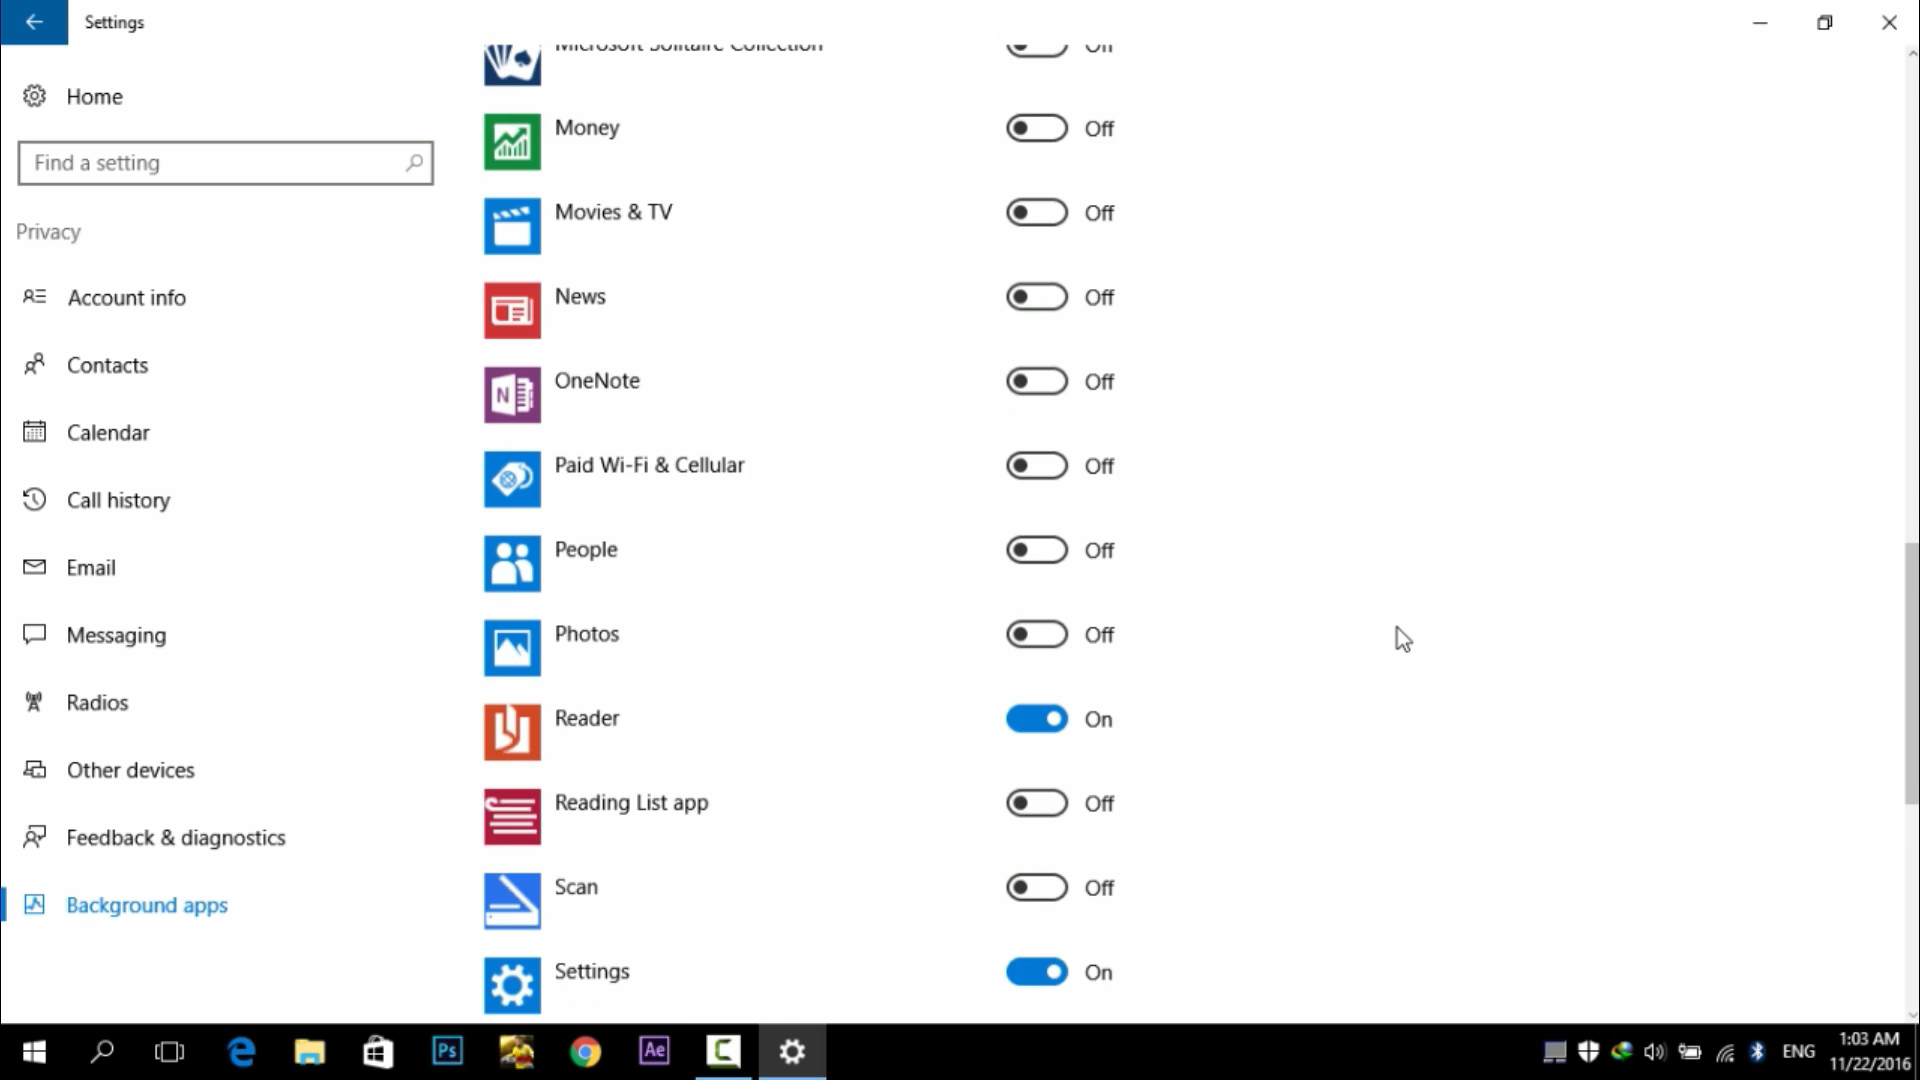 Settings
Home
Find a setting
Privacy
Account info
Contacts
Calendar
Call history
Email
Messaging
Radios
Other devices
Feedback & diagnostics
Background apps
Microsoft Solitaire Collection Off
Money Off
Movies & TV Off
News Off
OneNote Off
Paid Wi-Fi & Cellular Off
People Off
Photos Off
Reader On
Reading List app Off
Scan Off
Settings On
Ps
Ae
ENG
1:03 AM
11/22/2016